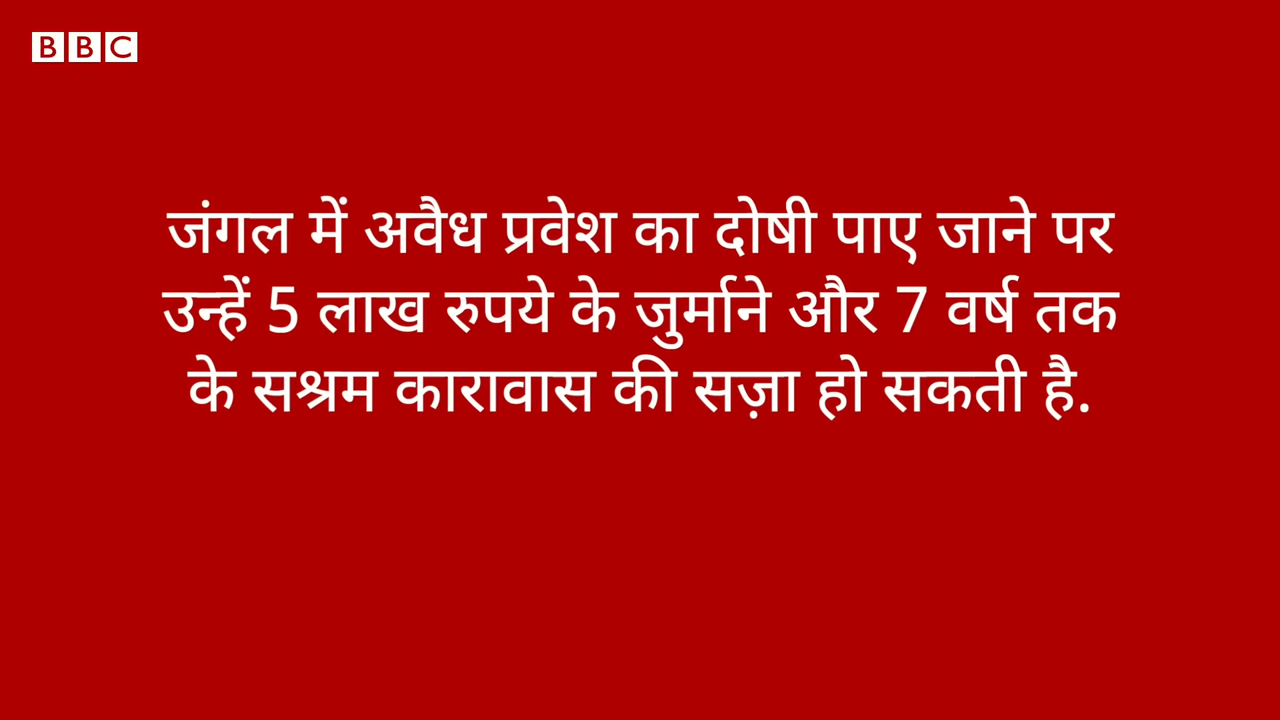 BBC
जंगल में अवैध प्रवेश का दोषी पाए जाने पर
उन्हें 5 लाख रुपये के जुर्माने और 7 वर्ष तक
के सश्रम कारावास की सज़ा हो सकती है.